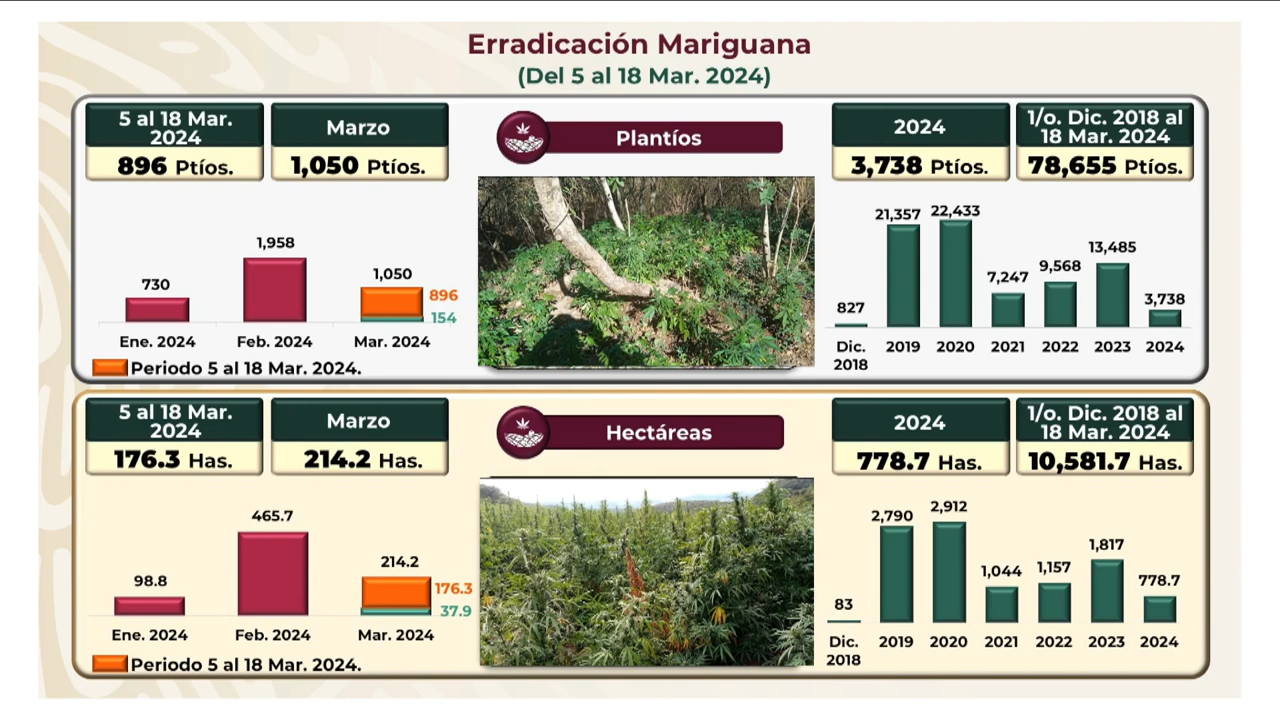 Erradicación Mariguana
(Del 5 al 18 Mar. 2024)
5 al 18 Mar.
2024
896 Ptíos.
Marzo
1,050 Ptíos.
Plantíos
2024
3,738 Ptíos.
1/o. Dic. 2018 al
18 Mar. 2024
78,655 Ptíos.
730
1,958
1,050
896
154
Ene. 2024
Feb. 2024
Mar. 2024
Periodo 5 al 18 Mar. 2024.
827
21,357
22,433
7,247
9,568
13,485
3,738
Dic.
2018
2019
2020
2021
2022
2023
2024
5 al 18 Mar.
2024
176.3 Has.
Marzo
214.2 Has.
Hectáreas
2024
778.7 Has.
1/o. Dic. 2018 al
18 Mar. 2024
10,581.7 Has.
98.8
465.7
214.2
176.3
37.9
Ene. 2024
Feb. 2024
Mar. 2024
Periodo 5 al 18 Mar. 2024.
83
2,790
2,912
1,044
1,157
1,817
778.7
Dic.
2018
2019
2020
2021
2022
2023
2024